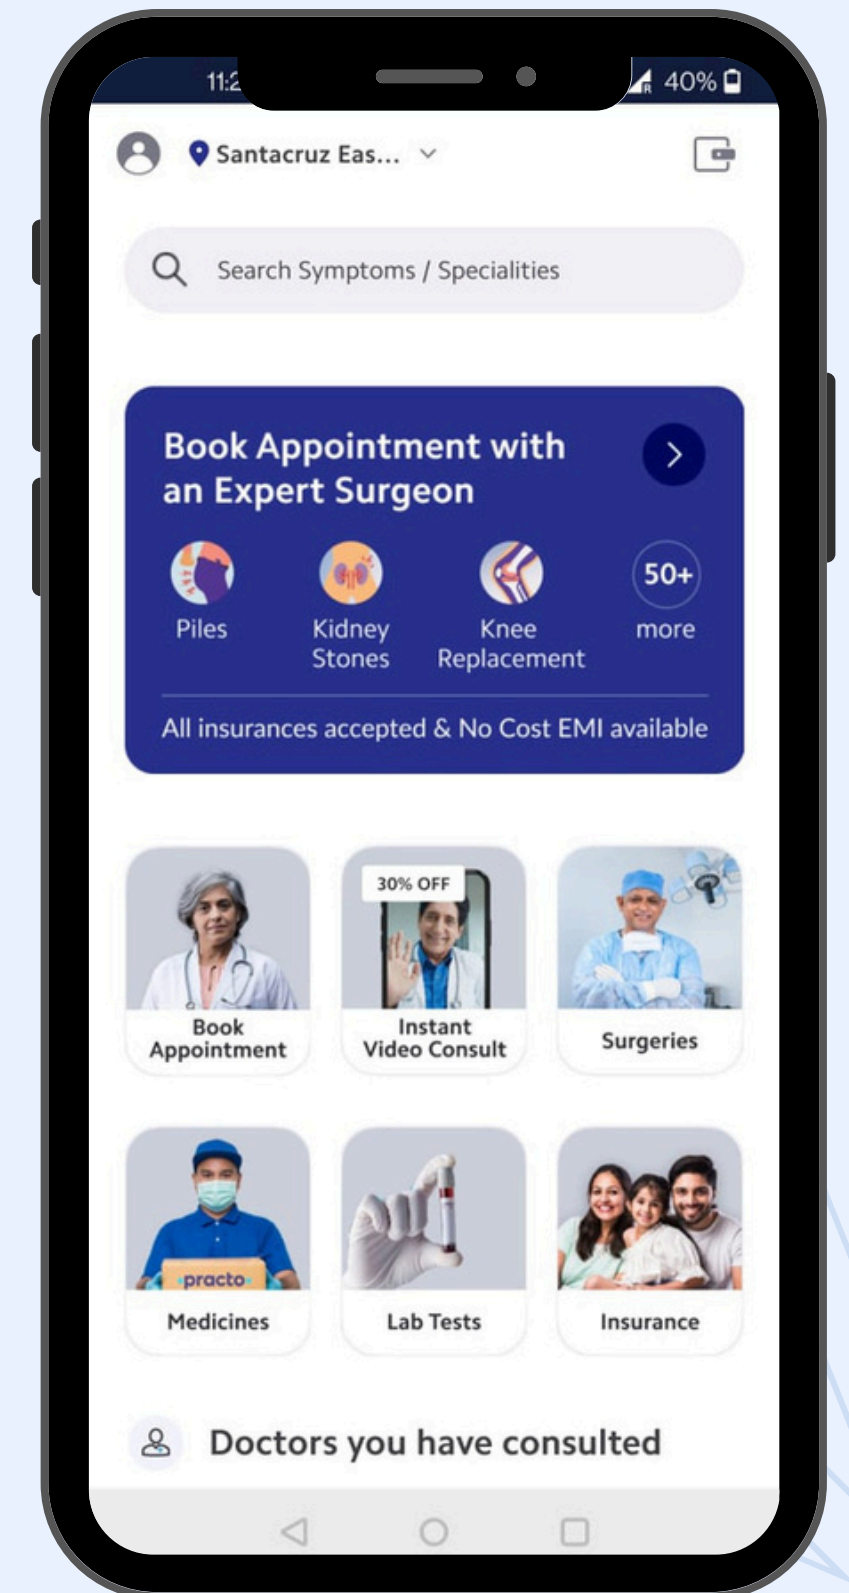 11:2
R 40%
Santacruz Eas...
Search Symptoms / Specialities
Book Appointment with
an Expert Surgeon
50+
Piles
Kidney
Stones
Knee
Replacement
more
All insurances accepted & No Cost EMI available
30% OFF
Book
Appointment
Instant
Video Consult
Surgeries
practo
Medicines
Lab Tests
Insurance
Doctors you have consulted